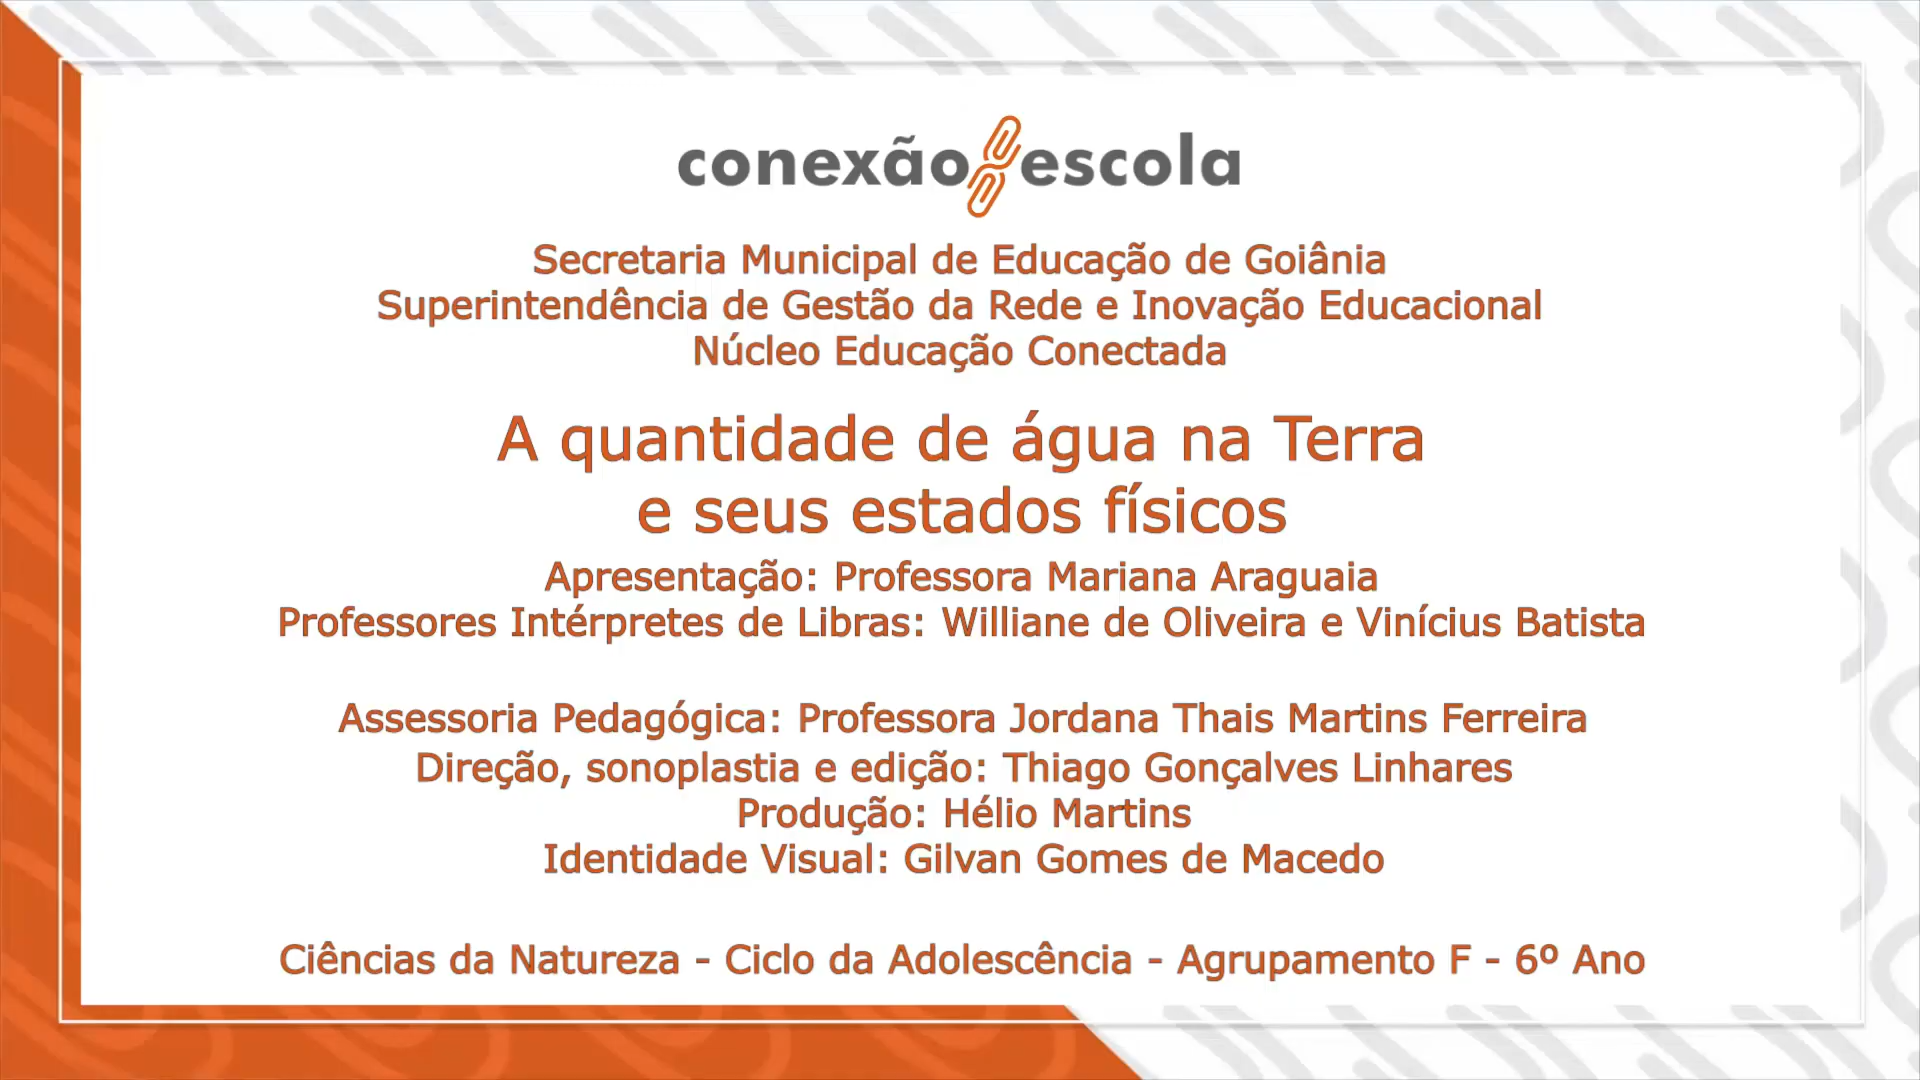 conexão escola
Secretaria Municipal de Educação de Goiânia
Superintendência de Gestão da Rede e Inovação Educacional
Núcleo Educação Conectada
A quantidade de água na Terra
e seus estados físicos
Apresentação: Professora Mariana Araguaia
Professores Intérpretes de Libras: Williane de Oliveira e Vinícius Batista
Assessoria Pedagógica: Professora Jordana Thais Martins Ferreira
Direção, sonoplastia e edição: Thiago Gonçalves Linhares
Produção: Hélio Martins
Identidade Visual: Gilvan Gomes de Macedo
Ciências da Natureza - Ciclo da Adolescência - Agrupamento F - 6º Ano